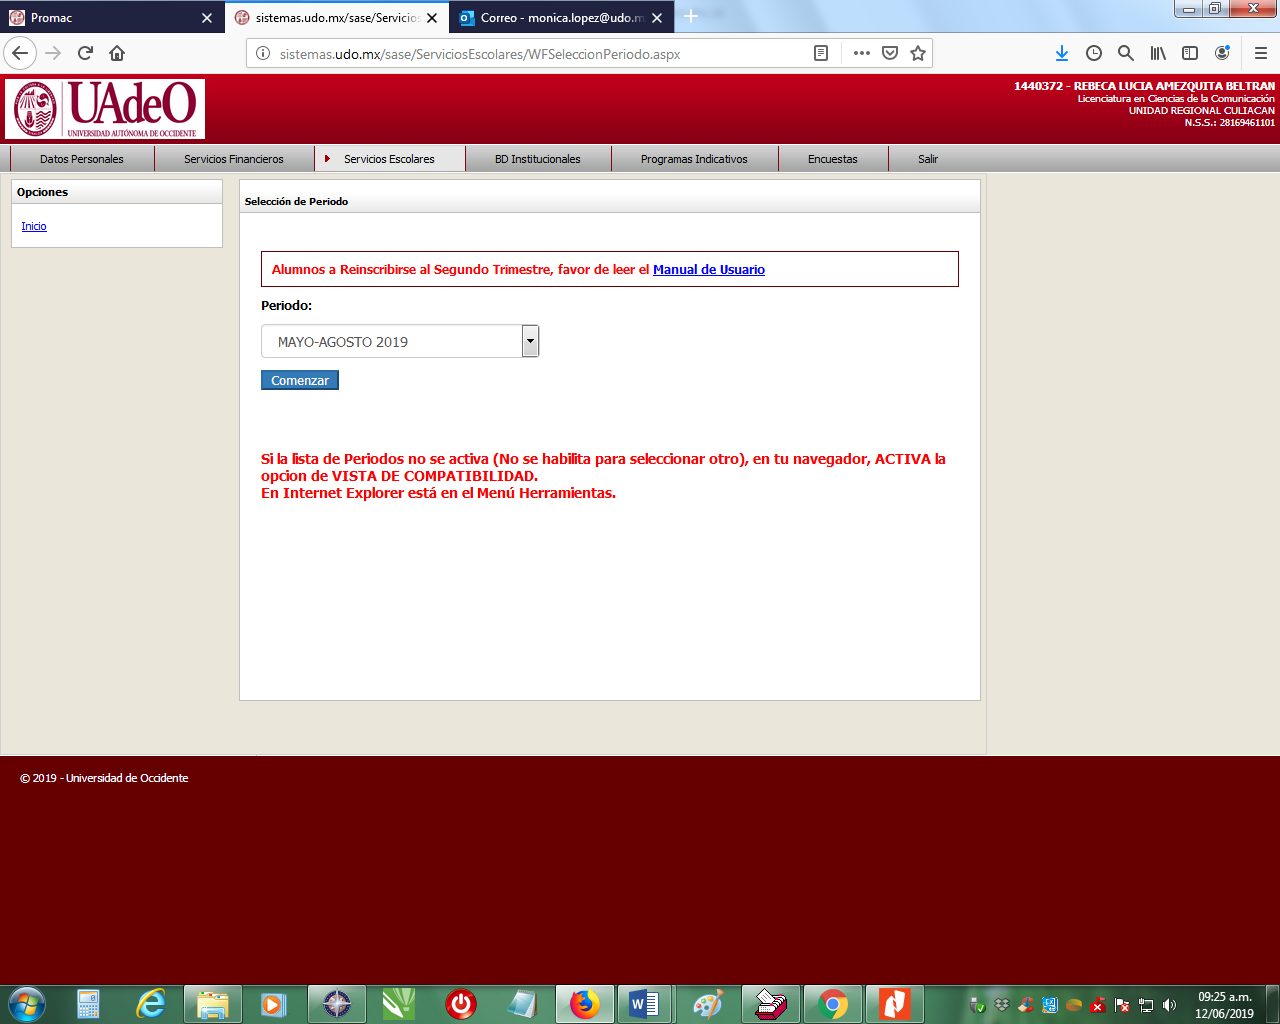 Promac
sistemas.udo.mx/sase/Servicios
Correo - monica.lopez@udo.m
sistemas.udo.mx/sase/ServiciosEscolares/WFSeleccionPeriodo.aspx
UAdeO
UNIVERSIDAD AUTÓNOMA DE OCCIDENTE
1440372 - REBECA LUCIA AMEZQUITA BELTRAN
Licenciatura en Ciencias de la Comunicación
UNIDAD REGIONAL CULIACAN
N.S.S.: 28169461101
Datos Personales
Servicios Financieros
Servicios Escolares
BD Institucionales
Programas Indicativos
Encuestas
Salir
Opciones
Inicio
Selección de Periodo
Alumnos a Reinscribirse al Segundo Trimestre, favor de leer el Manual de Usuario
Periodo:
MAYO-AGOSTO 2019
Comenzar
Si la lista de Periodos no se activa (No se habilita para seleccionar otro), en tu navegador, ACTIVA la
opcion de VISTA DE COMPATIBILIDAD.
En Internet Explorer está en el Menú Herramientas.
© 2019 - Universidad de Occidente
09:25 a.m.
12/06/2019